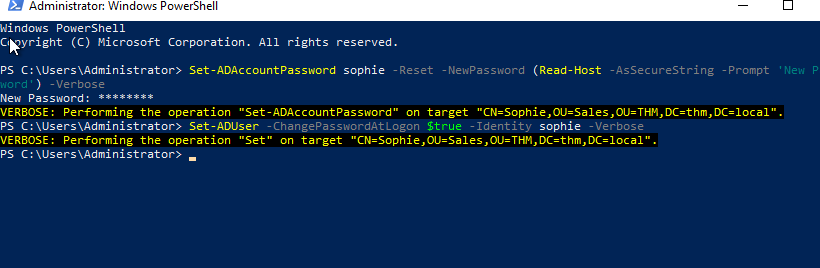 Administrator: Windows PowerShell
Windows PowerShell
Copyright (C) Microsoft Corporation. All rights reserved.
PS C:\Users\Administrator> Set-ADAccountPassword sophie -Reset -NewPassword (Read-Host -AsSecureString -Prompt 'New P
word') -Verbose
New Password: ********
VERBOSE: Performing the operation "Set-ADAccountPassword" on target "CN=Sophie,OU=Sales,OU=THM,DC=thm,DC=local".
PS C:\Users\Administrator> Set-ADUser -ChangePasswordAtLogon $true -Identity sophie -Verbose
VERBOSE: Performing the operation "Set" on target "CN=Sophie,OU=Sales,OU=THM,DC=thm,DC=local".
PS C:\Users\Administrator>